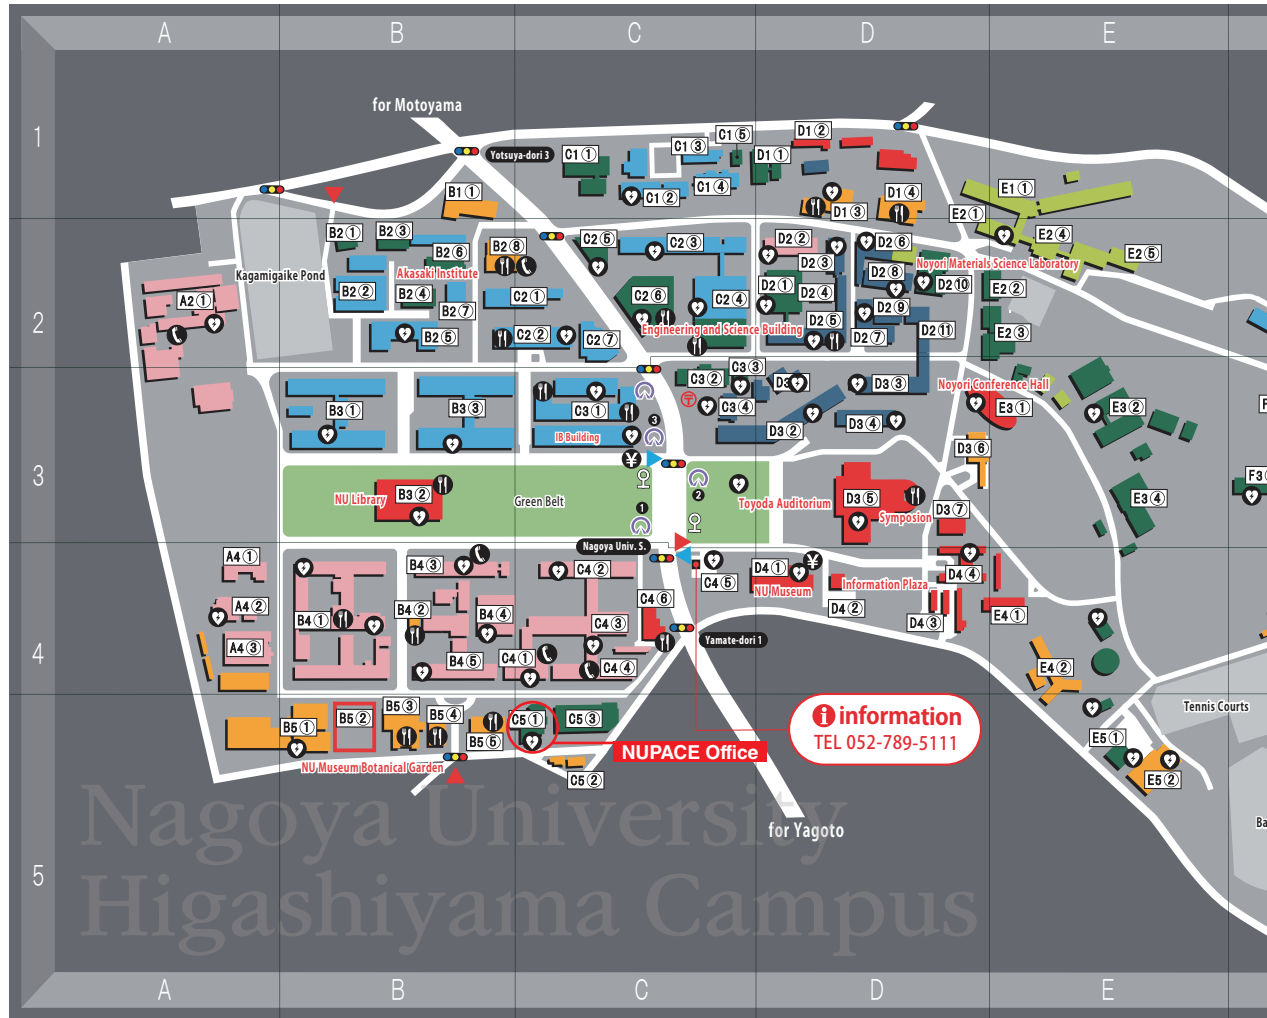 A B C D E
for Motoyama
1
Yotsuya-dori 3
C1① C1③ C1⑤ D1① D1②
C1② C1④ D1③ D1④
B1① E1①
E2①
B2① B2③ B2⑧ C2⑤ C2③ D2② D2⑥ E2④ E2⑤
Kagamigaike Pond
B2⑥
Akasaki Institute
D2③ D2⑧
Noyori Materials Science Laboratory
A2① B2② B2④ B2⑦ C2① C2⑥ C2④ D2① D2④ D2⑩ E2②
2
D2⑨
B2⑤ C2② C2⑦
Engineering and Science Building
D2⑤ D2⑦ D2⑪ E2③
C3③
C3② D3① D3③
Noyori Conference Hall
B3① B3③ C3① C3④ E3① E3②
IB Building
D3② D3④
3
D3⑥
3
NU Library
B3②
Green Belt
2
Toyoda Auditorium
D3⑤
Symposion
D3⑦ E3④ F3
1
Nagoya Univ. S.
A4① B4③ C4② C4⑤ D4①
NU Museum
Information Plaza
D4④
A4② B4① B4② B4④ C4⑥ C4③ D4② D4③ E4①
4
Yamate-dori 1
A4③ B4⑤ C4① C4④ E4②
Tennis Courts
B5① B5② B5③ B5④ B5⑤ C5① C5③
information
TEL 052-789-5111
E5①
NUPACE Office
NU Museum Botanical Garden
C5② E5②
Nagoya University
for Yagoto
Ba
5
Higashiyama Campus
A B C D E